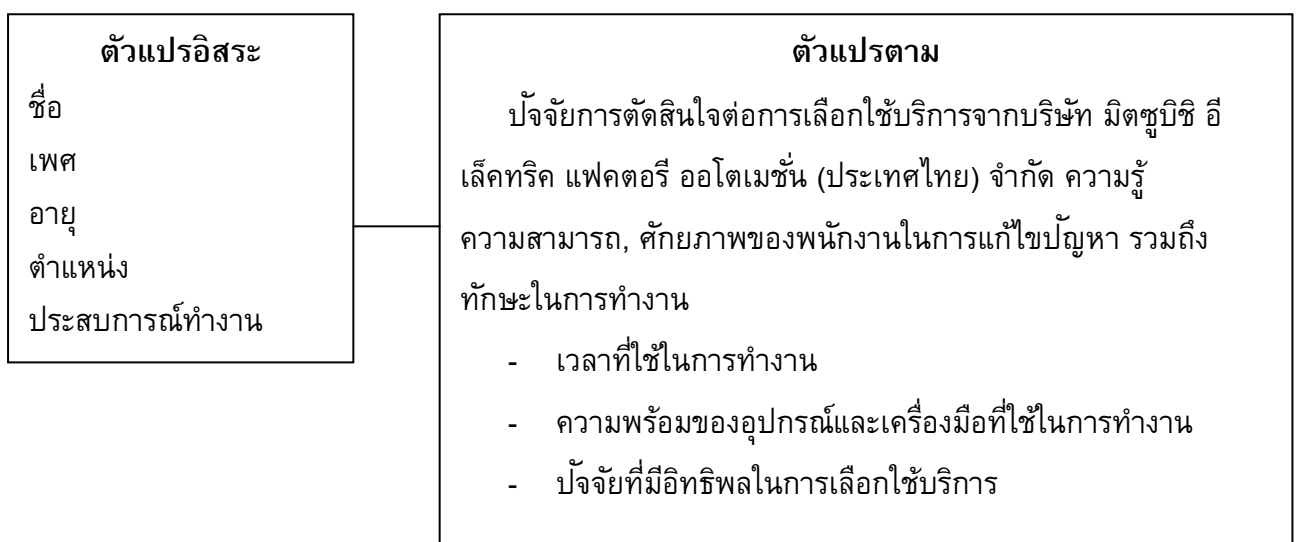 ตัวแปรอิสระ
ชื่อ
เพศ
อายุ
ตำแหน่ง
ประสบการณ์ทำงาน
ตัวแปรตาม
ปัจจัยการตัดสินใจต่อการเลือกใช้บริการจากบริษัท มิตซูบิชิ อี
เล็คทริค แฟคตอรี ออโตเมชั่น (ประเทศไทย) จำกัด ความรู้
ความสามารถ, ศักยภาพของพนักงานในการแก้ไขปัญหา รวมถึง
ทักษะในการทำงาน
- เวลาที่ใช้ในการทำงาน
- ความพร้อมของอุปกรณ์และเครื่องมือที่ใช้ในการทำงาน
- ปัจจัยที่มีอิทธิพลในการเลือกใช้บริการ